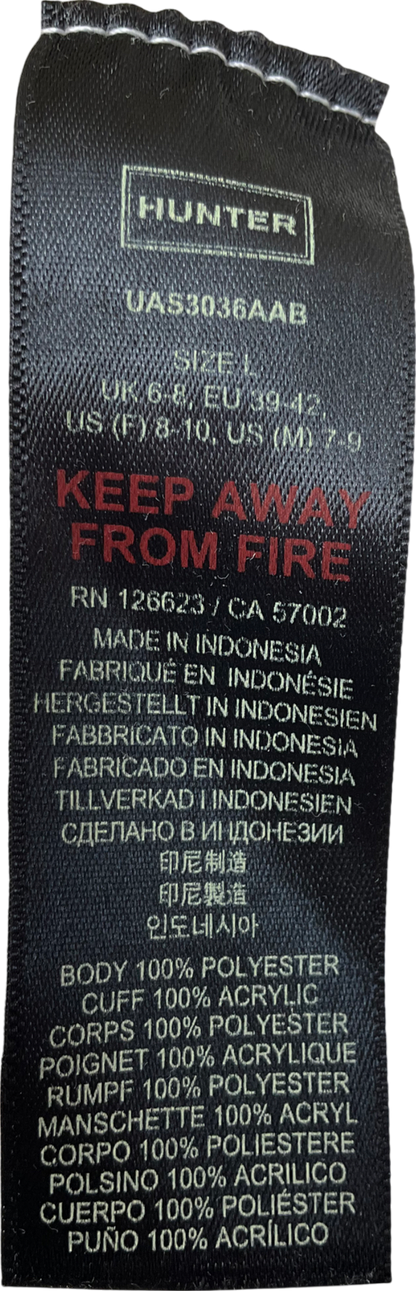 HUNTER
UAS3036AAB
SIZE L
UK 6-8, EU 39-42,
US (F) 8-10, US (M) 7-9
KEEP AWAY
FROM FIRE
RN 126623 / CA 57002
MADE IN INDONESIA
FABRIQUÉ EN INDONÉSIE
HERGESTELLT IN INDONESIEN
FABBRICATO IN INDONESIA
FABRICADO EN INDONESIA
TILLVERKAD I INDONESIEN
СДЕЛАНО В ИНДОНЕЗИИ
印尼制造
印尼製造
인도네시아
BODY 100% POLYESTER
CUFF 100% ACRYLIC
CORPS 100% POLYESTER
POIGNET 100% ACRYLIQUE
RUMPF 100% POLYESTER
MANSCHETTE 100% ACRYL
CORPO 100% POLIESTERE
POLSINO 100% ACRILICO
CUERPO 100% POLIÉSTER
PUÑO 100% ACRÍLICO